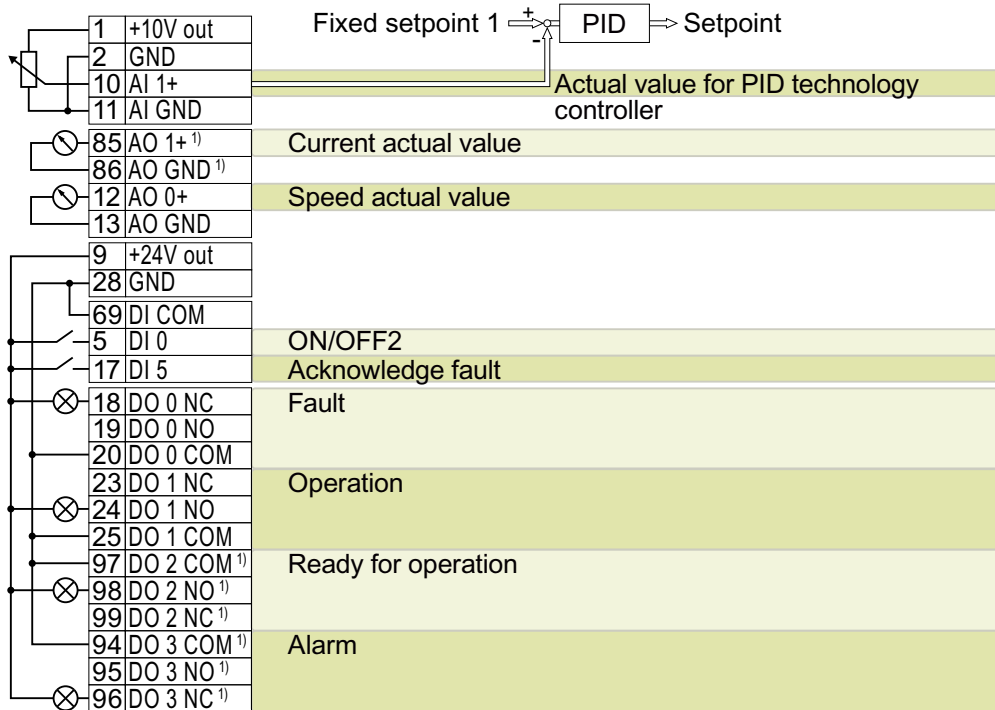 Fixed setpoint 1 + - PID Setpoint
1 +10V out
2 GND
10 AI 1+ Actual value for PID technology
11 AI GND controller
85 AO 1+ 1) Current actual value
86 AO GND 1)
12 AO 0+ Speed actual value
13 AO GND
9 +24V out
28 GND
69 DI COM
5 DI 0 ON/OFF2
17 DI 5 Acknowledge fault
18 DO 0 NC Fault
19 DO 0 NO
20 DO 0 COM
23 DO 1 NC Operation
24 DO 1 NO
25 DO 1 COM
97 DO 2 COM 1) Ready for operation
98 DO 2 NO 1)
99 DO 2 NC 1)
94 DO 3 COM 1) Alarm
95 DO 3 NO 1)
96 DO 3 NC 1)